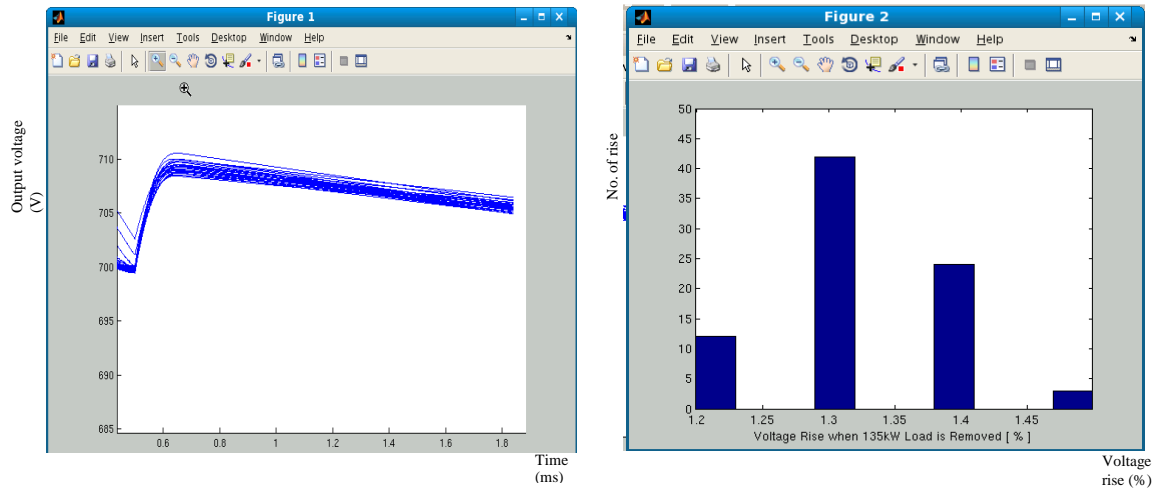 Figure 1
File Edit View Insert Tools Desktop Window Help
Output voltage
(V)
710
705
700
695
690
685
0.6 0.8 1 1.2 1.4 1.6 1.8
Time
(ms)
Figure 2
File Edit View Insert Tools Desktop Window Help
No. of rise
50
45
40
35
30
25
20
15
10
5
0
1.2 1.25 1.3 1.35 1.4 1.45
Voltage Rise when 135kW Load is Removed [ % ]
Voltage
rise (%)